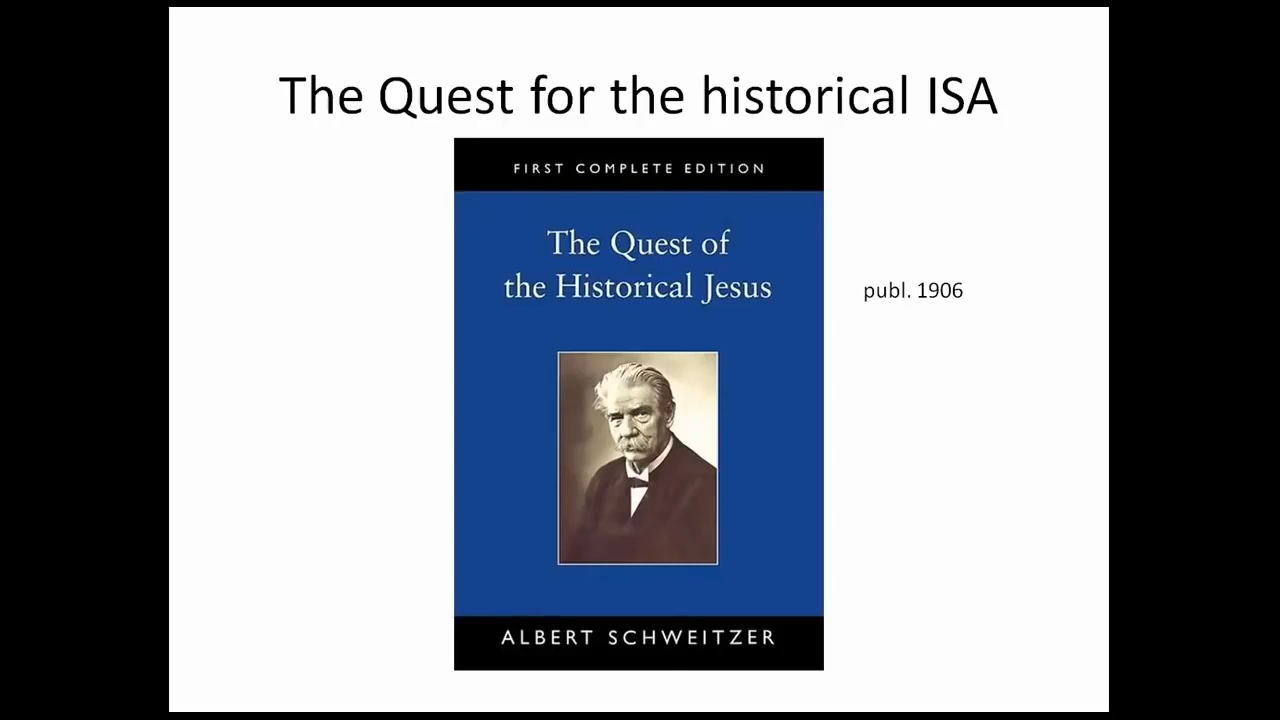 The Quest for the historical ISA
FIRST COMPLETE EDITION
The Quest of
the Historical Jesus
publ. 1906
ALBERT SCHWEITZER